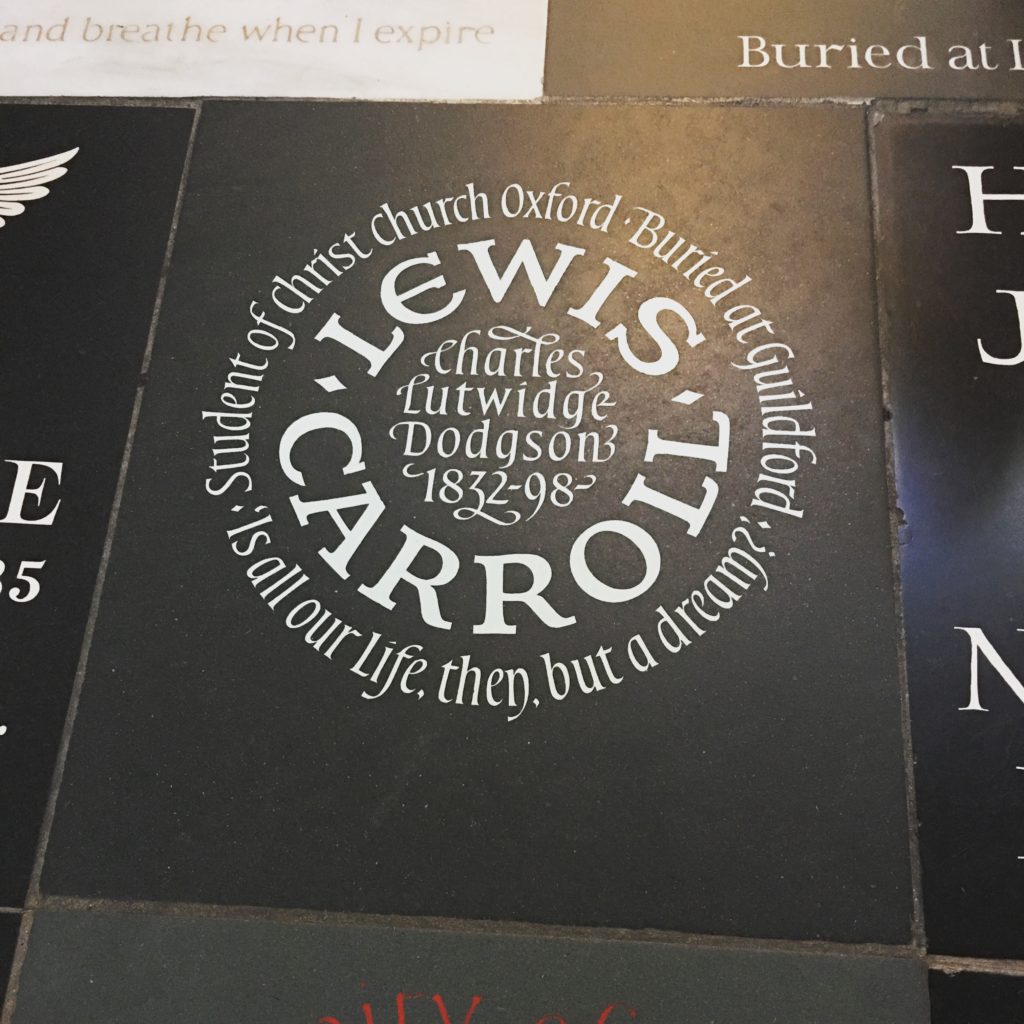 and breathe when I expire
Buried at
LEWIS
CARROLL
Charles
Lutwidge
Dodgson
1832-98
Student of Christ Church Oxford · Buried at Guildford ·
Is all our Life, then, but a dream?
E
35
H
J
N